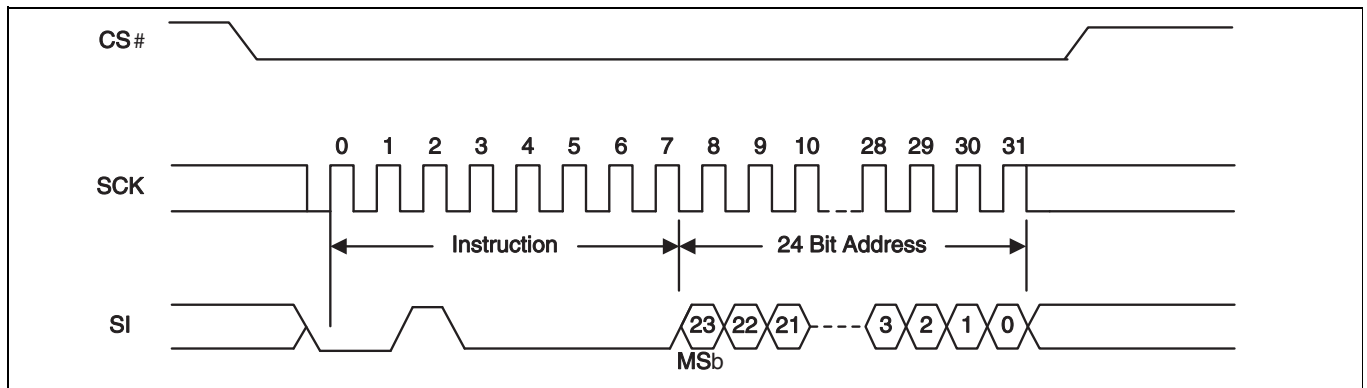 CS#
0 1 2 3 4 5 6 7 8 9 10 28 29 30 31
SCK
Instruction 24 Bit Address
SI 23 22 21 3 2 1 0
MSb